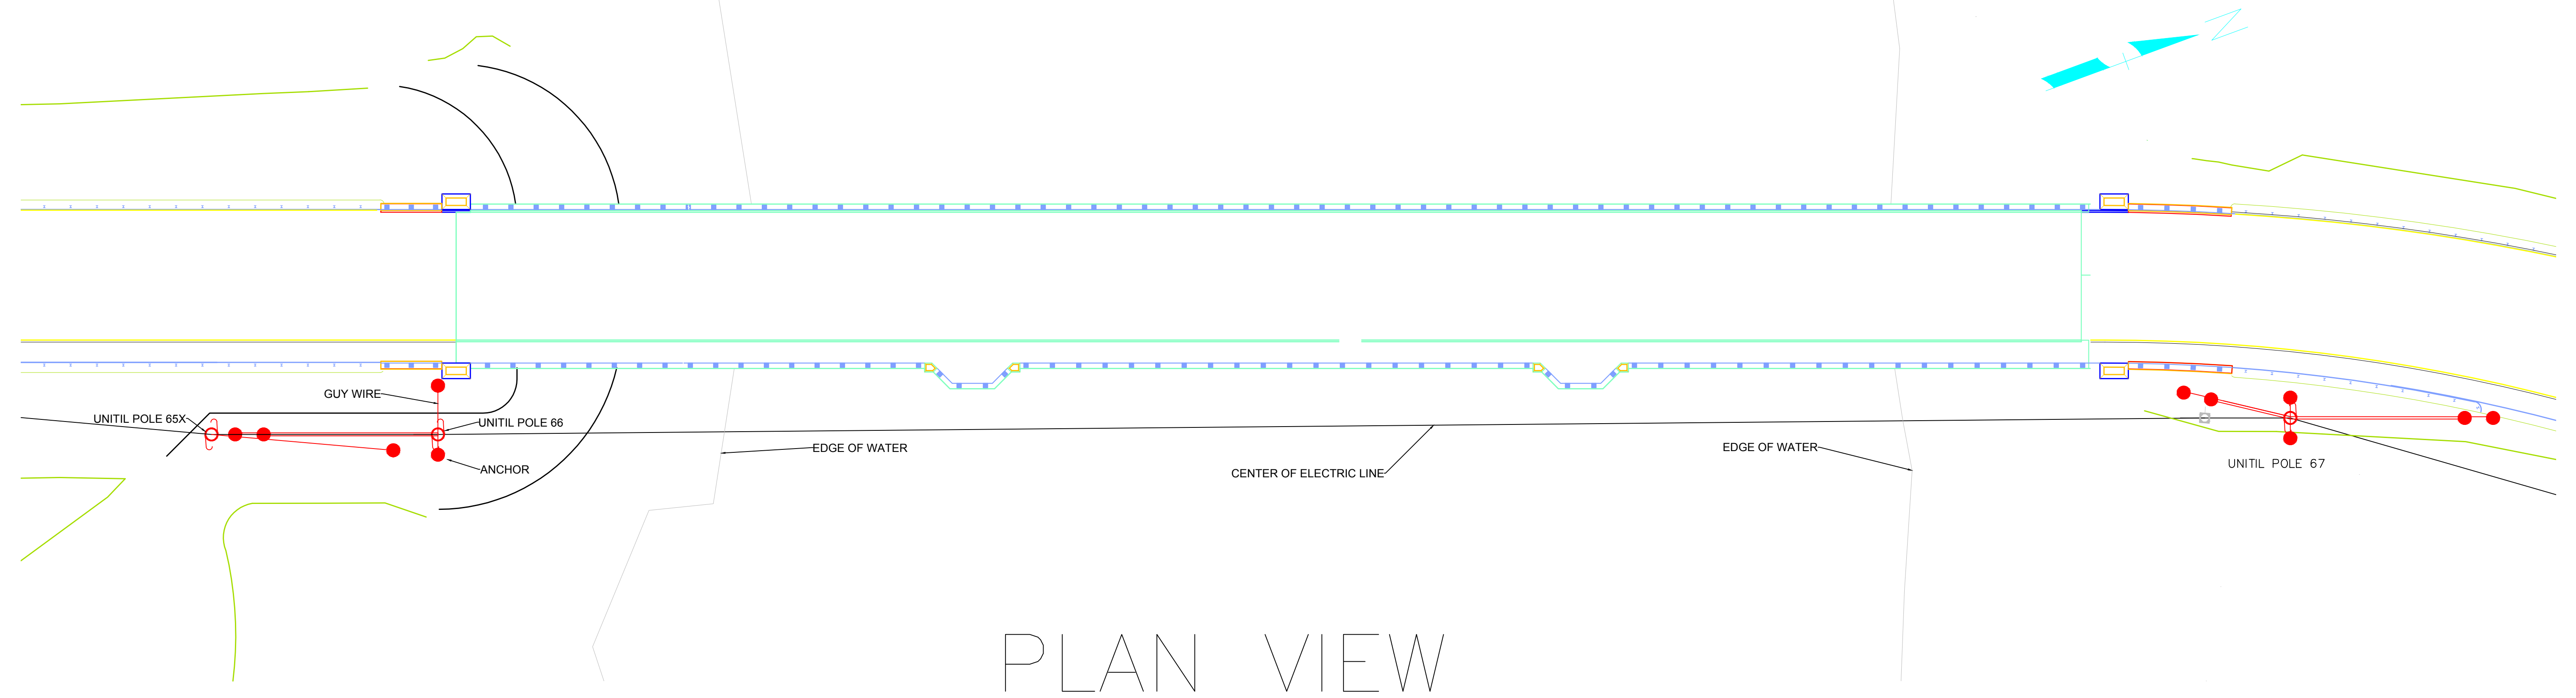 N
GUY WIRE
UNITIL POLE 65X
UNITIL POLE 66
EDGE OF WATER
ANCHOR
CENTER OF ELECTRIC LINE
EDGE OF WATER
UNITIL POLE 67
PLAN VIEW